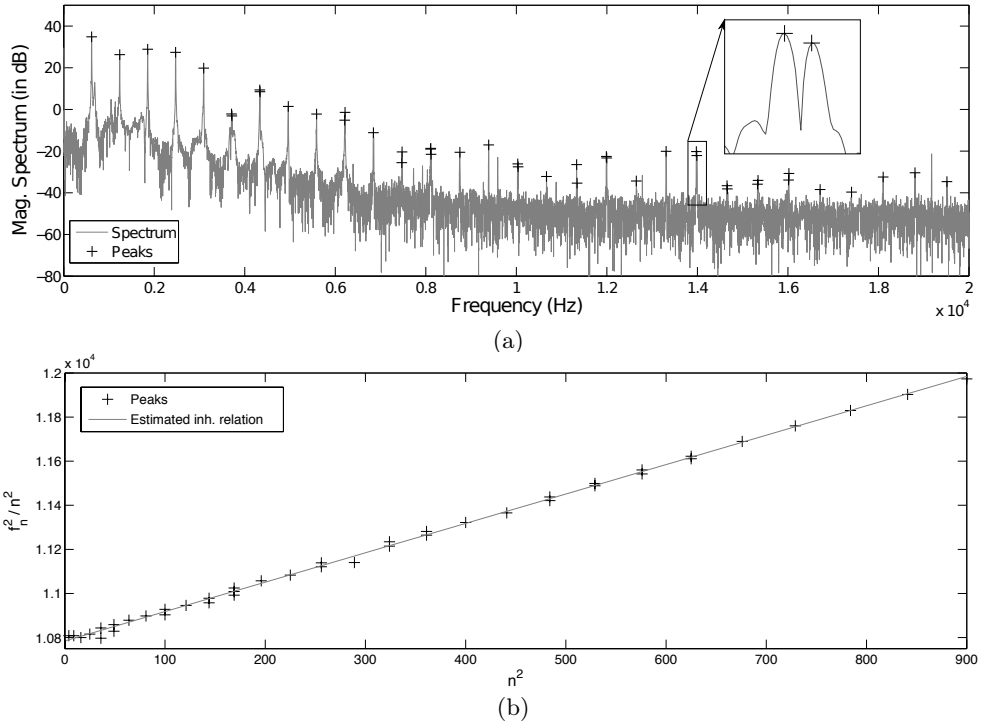 40
20
0
−20
−40
−60
−80
Mag. Spectrum (in dB)
Spectrum
Peaks
0 0.2 0.4 0.6 0.8 1.0 1.2 1.4 1.6 1.8 2.0
Frequency (Hz)
x 10^4
(a)
x 10^4
1.2
1.18
1.16
1.14
1.12
1.1
1.08
f_n^2 / n^2
Peaks
Estimated inh. relation
0 100 200 300 400 500 600 700 800 900
n^2
(b)